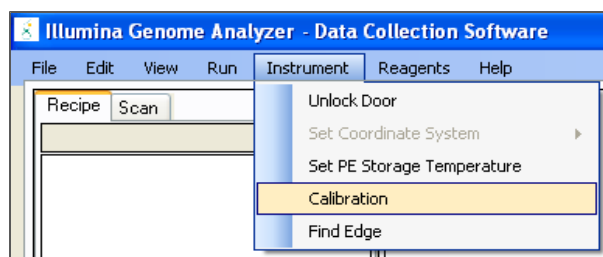 Illumina Genome Analyzer - Data Collection Software
File Edit View Run Instrument Reagents Help
Recipe Scan
Unlock Door
Set Coordinate System
Set PE Storage Temperature
Calibration
Find Edge